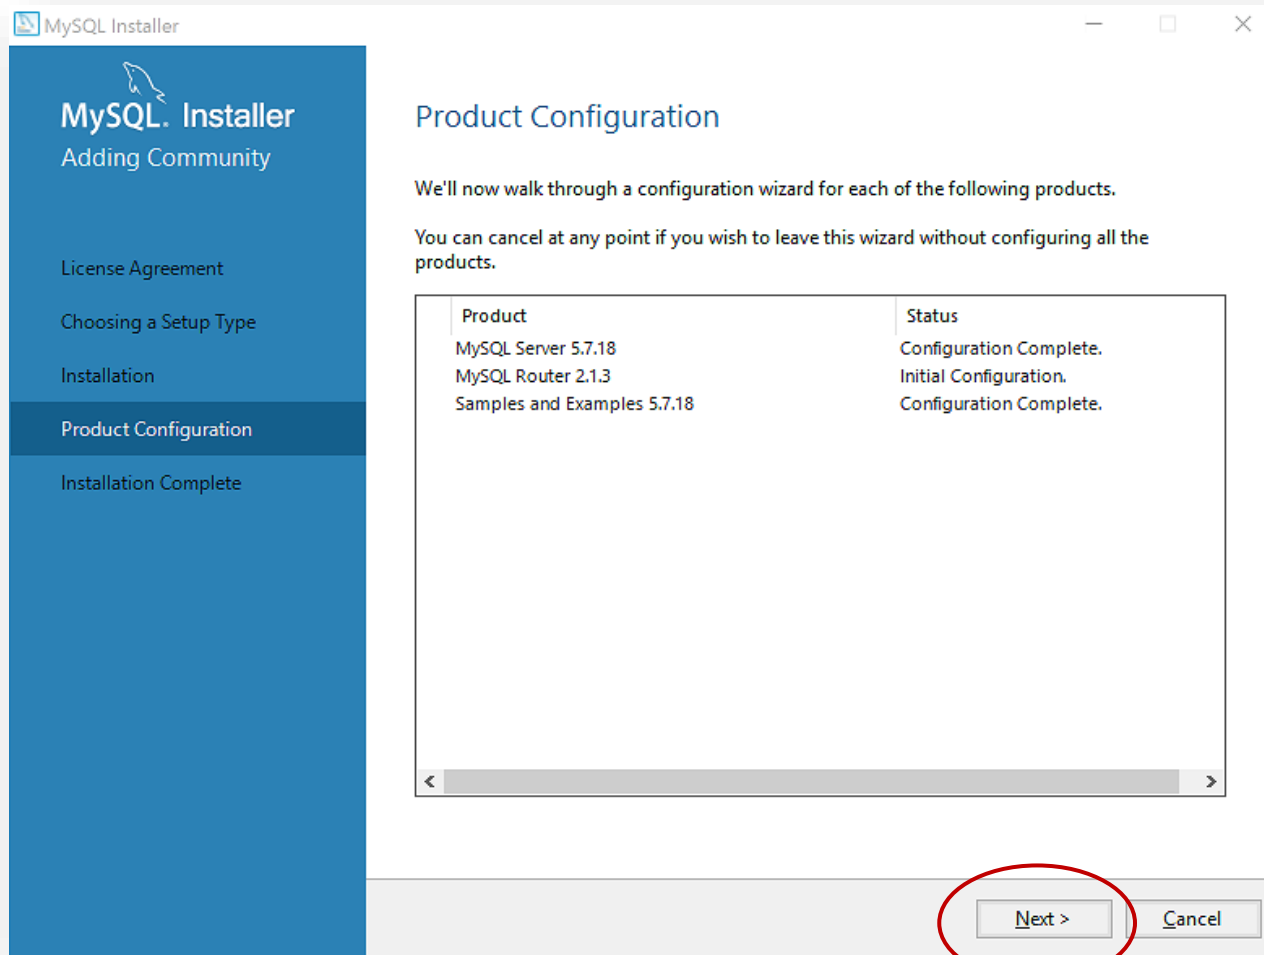 MySQL Installer
MySQL. Installer
Adding Community
License Agreement
Choosing a Setup Type
Installation
Product Configuration
Installation Complete
Product Configuration
We'll now walk through a configuration wizard for each of the following products.
You can cancel at any point if you wish to leave this wizard without configuring all the
products.
Product Status
MySQL Server 5.7.18 Configuration Complete.
MySQL Router 2.1.3 Initial Configuration.
Samples and Examples 5.7.18 Configuration Complete.
Next > Cancel